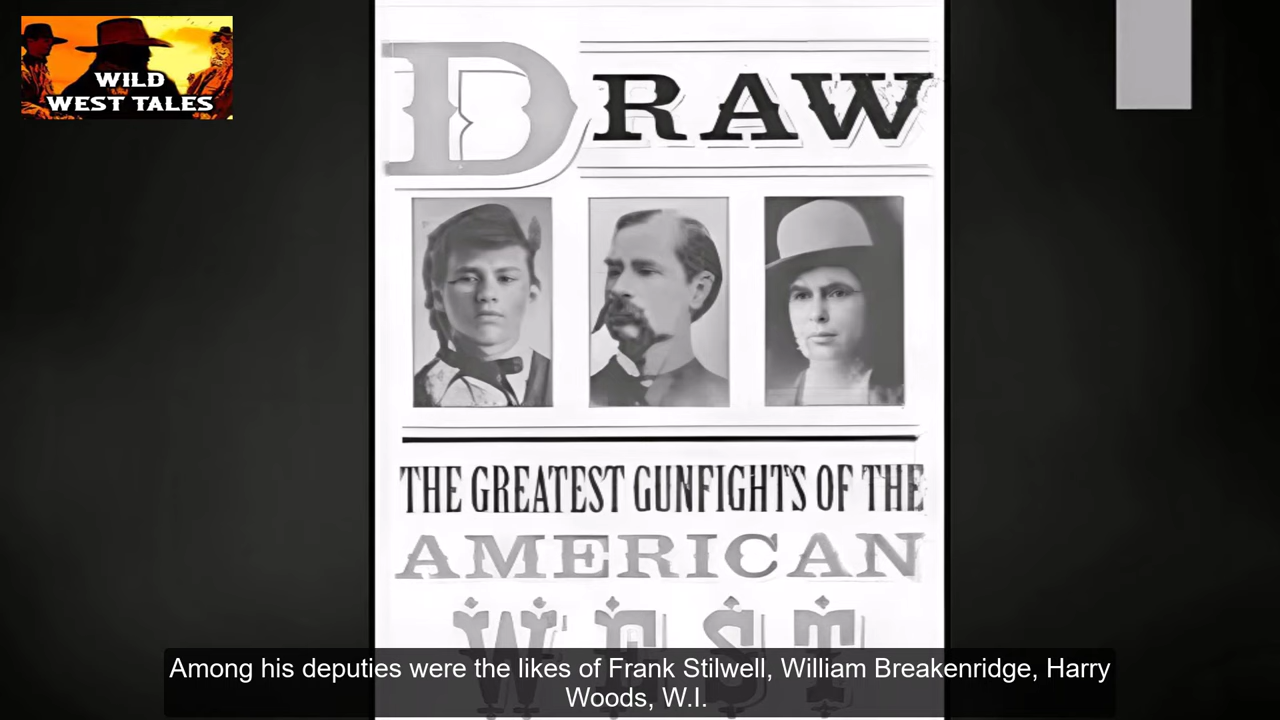 WILD
WEST TALES
DRAW
THE GREATEST GUNFIGHTS OF THE
AMERICAN
WEST
Among his deputies were the likes of Frank Stilwell, William Breakenridge, Harry
Woods, W.I.